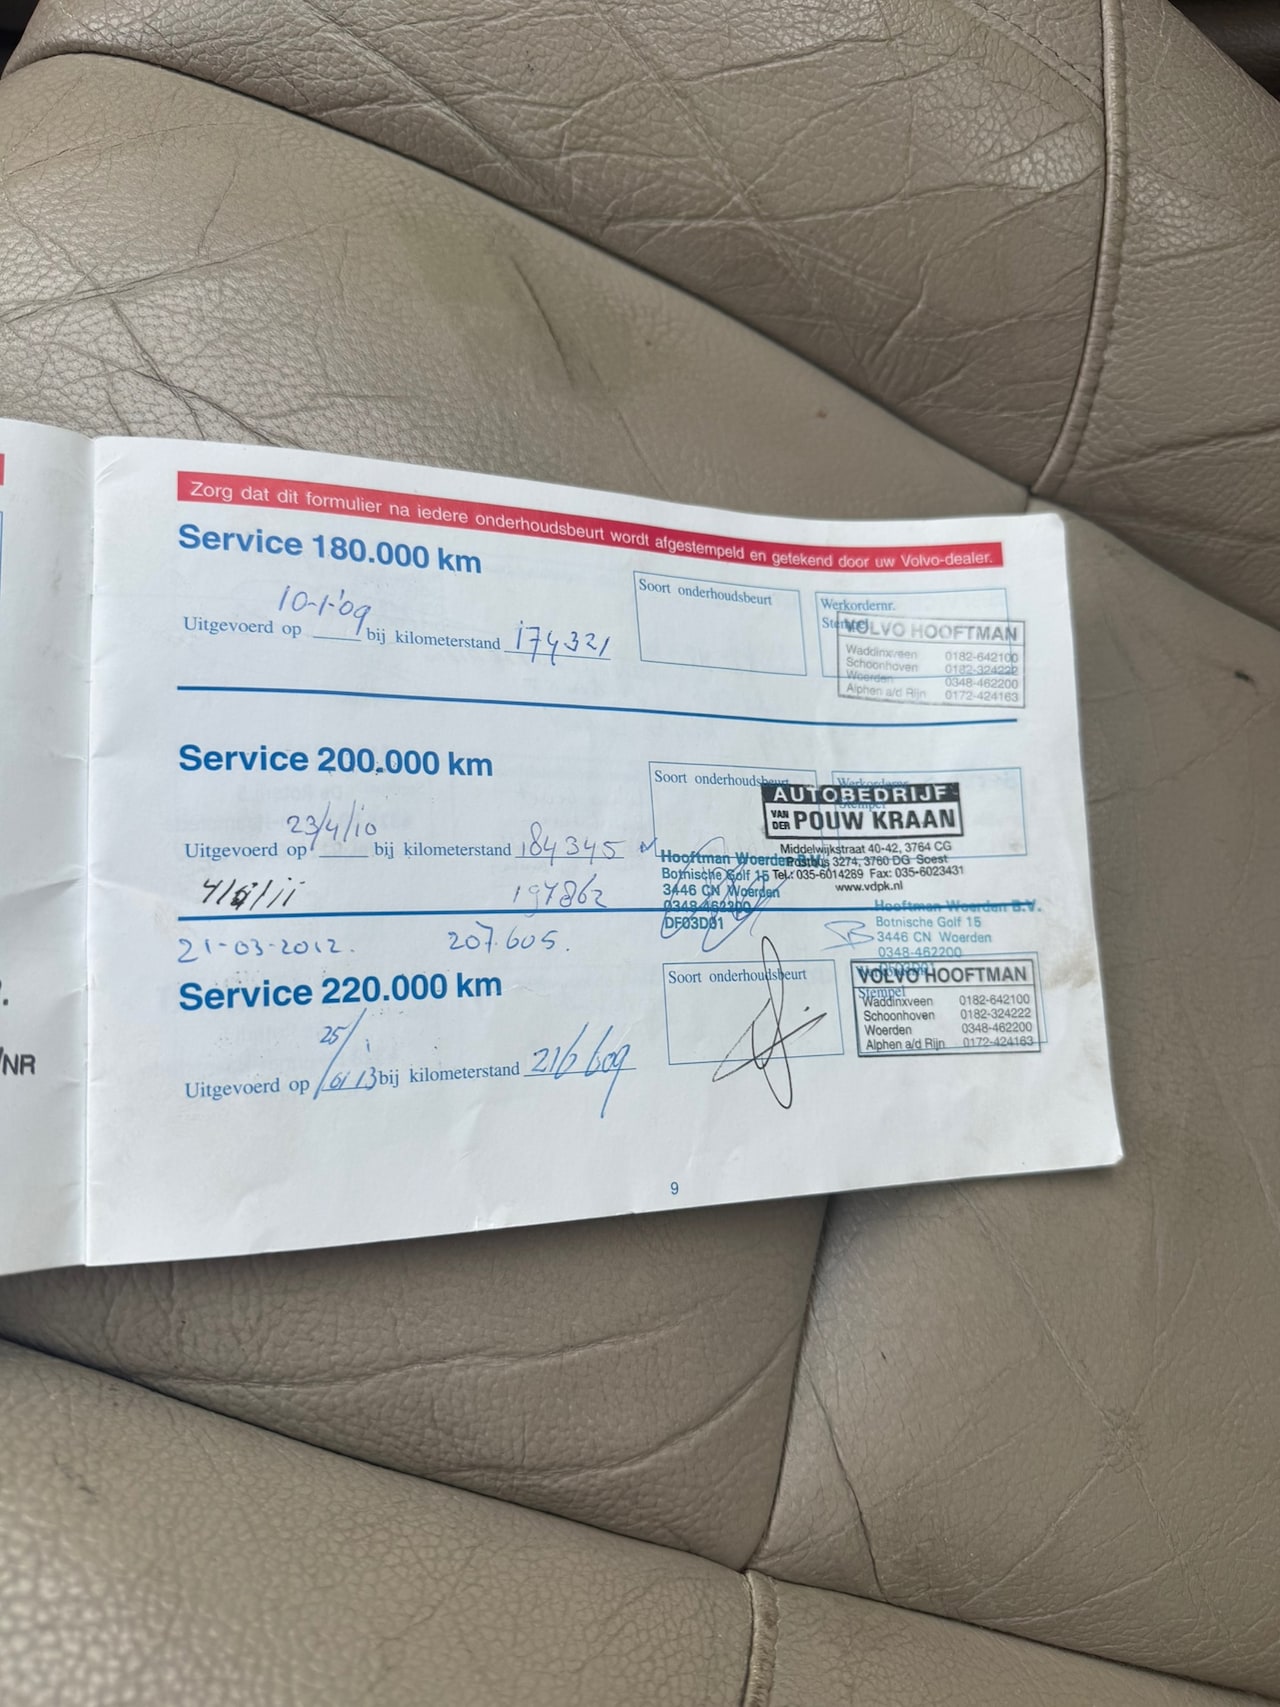 Zorg dat dit formulier na iedere onderhoudsbeurt wordt afgestempeld en getekend door uw Volvo-dealer.
Service 180.000 km
10-1-'09
Uitgevoerd op bij kilometerstand 174321
Soort onderhoudsbeurt
Werkordernr.
Stempel
VOLVO HOOFTMAN
Waddinxveen 0182-642100
Schoonhoven 0182-324222
Woerden 0348-462200
Alphen a/d Rijn 0172-424163
Service 200.000 km
23/4/10
Uitgevoerd op bij kilometerstand 184345
Soort onderhoudsbeurt
Stempel
AUTOBEDRIJF
VAN DER POUW KRAAN
Middelwijkstraat 40-42, 3764 CG
Postbus 3274, 3760 DG Soest
Tel.: 035-6014289 Fax: 035-6023431
www.vdpk.nl
Hooftman Woerden B.V.
Botnische Golf 15
3446 CN Woerden
0348-462200
DF03D01
197862
Hooftman Woerden B.V.
Botnische Golf 15
3446 CN Woerden
0348-462200
21-03-2012. 207.605.
Service 220.000 km
25/
Uitgevoerd op /01/13 bij kilometerstand 216609
Soort onderhoudsbeurt
Stempel
VOLVO HOOFTMAN
Waddinxveen 0182-642100
Schoonhoven 0182-324222
Woerden 0348-462200
Alphen a/d Rijn 0172-424163
9
/NR